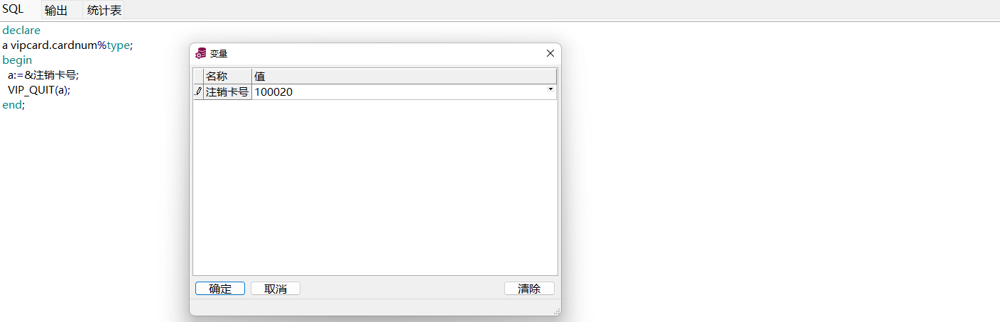 SQL 输出 统计表
declare
a vipcard.cardnum%type;
begin
a:=&注销卡号;
VIP_QUIT(a);
end;
变量
名称 值
注销卡号 100020
确定 取消 清除